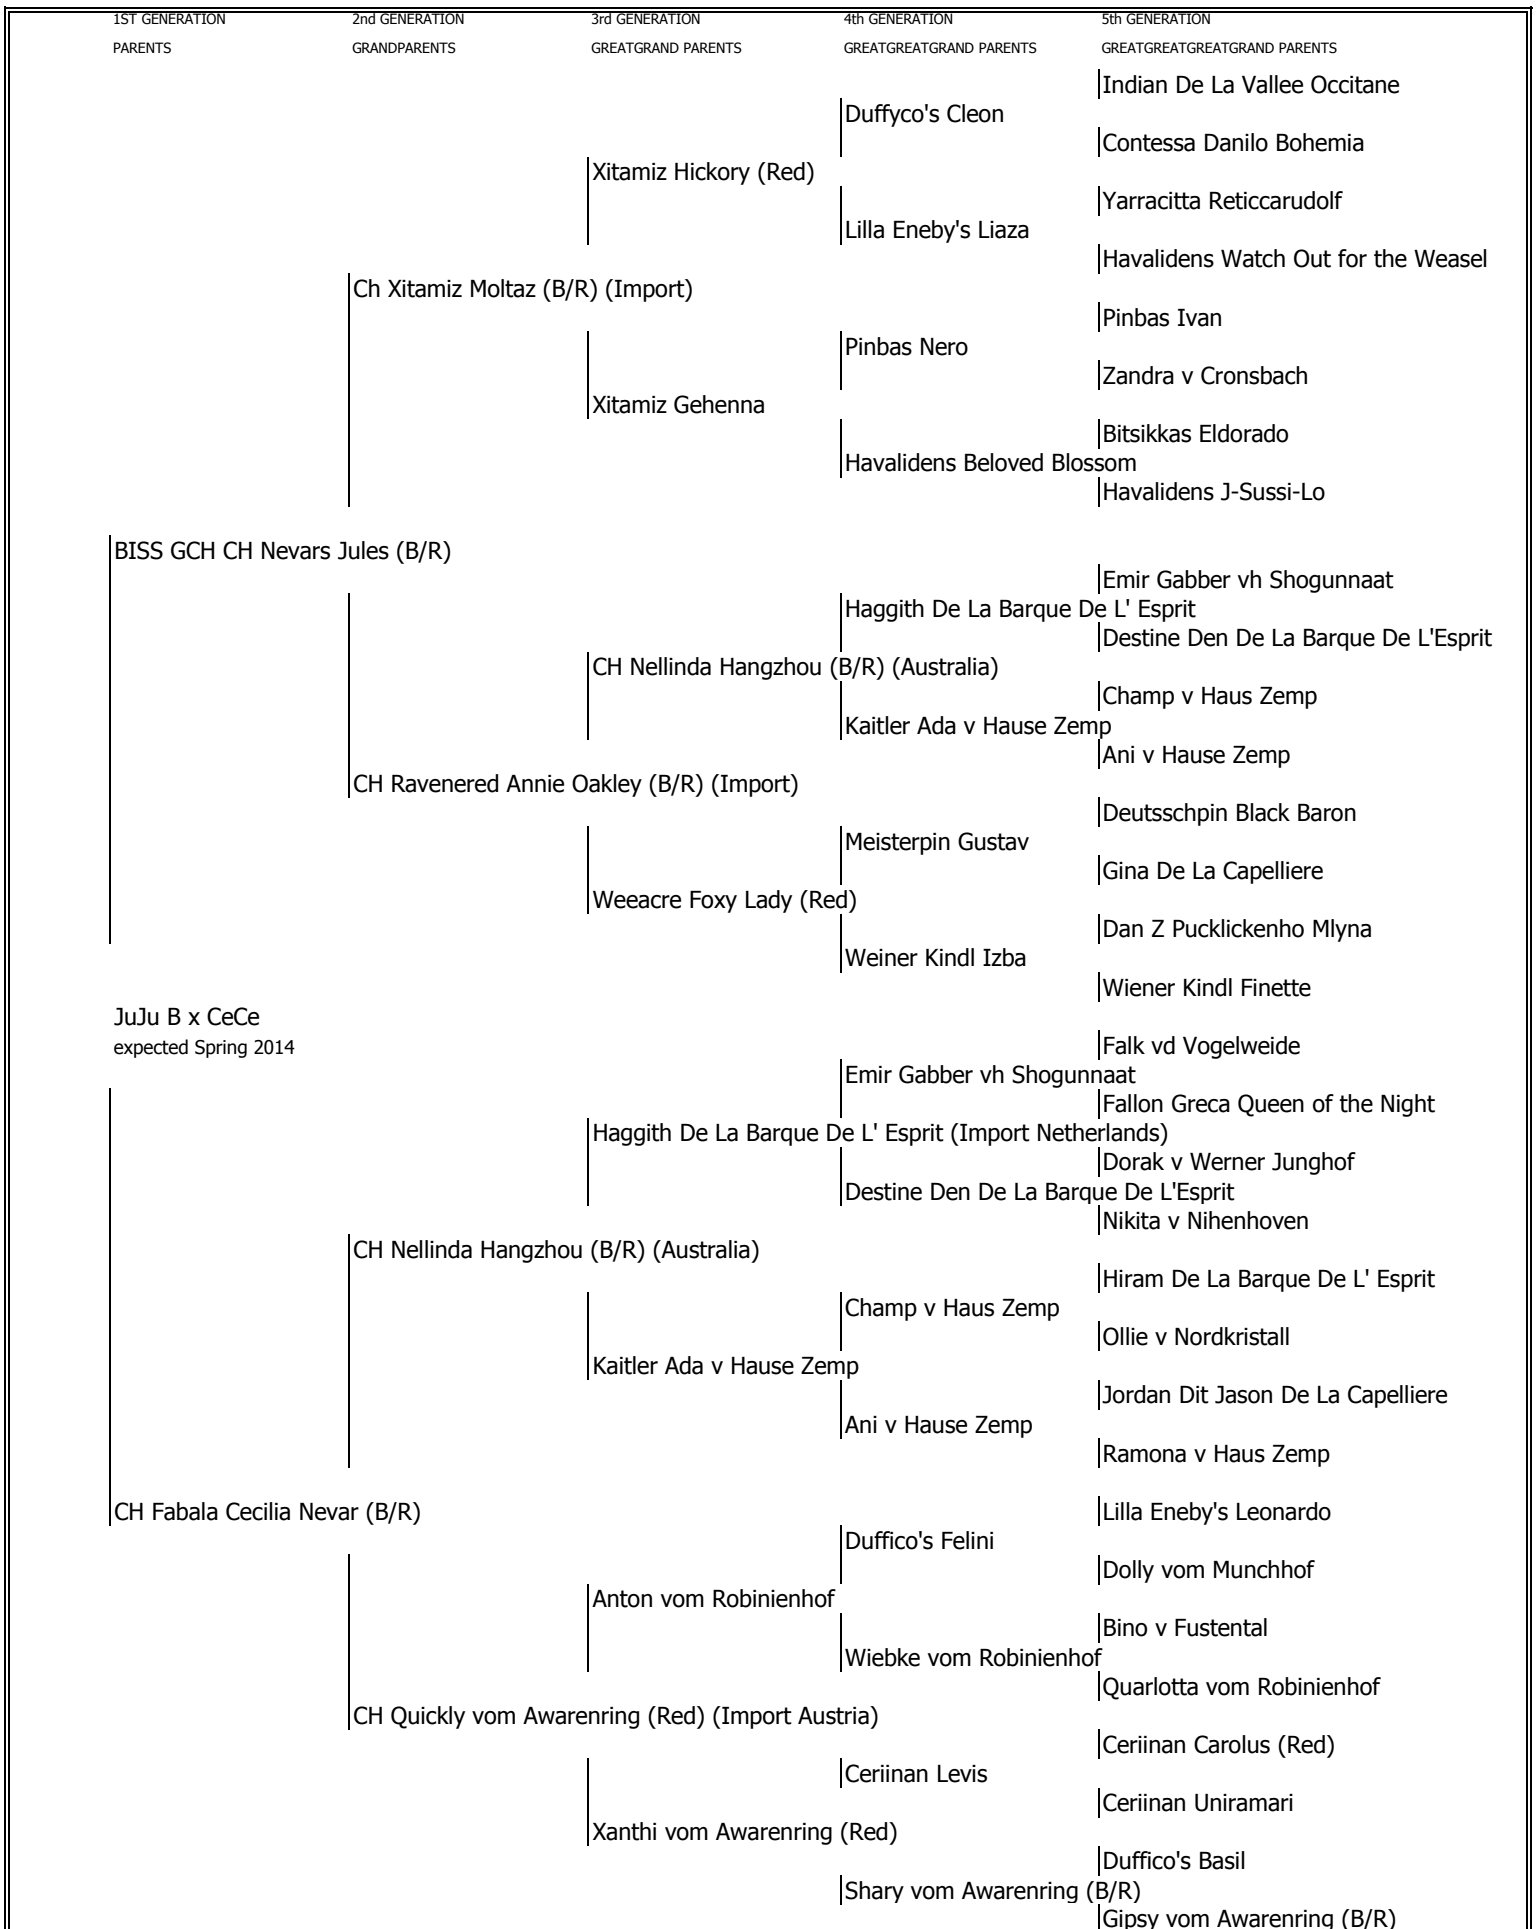 1ST GENERATION 2nd GENERATION 3rd GENERATION 4th GENERATION 5th GENERATION
PARENTS GRANDPARENTS GREATGRAND PARENTS GREATGREATGRAND PARENTS GREATGREATGREATGRAND PARENTS
Indian De La Vallee Occitane
Duffyco's Cleon
Contessa Danilo Bohemia
Xitamiz Hickory (Red)
Yarracitta Reticcarudolf
Lilla Eneby's Liaza
Havalidens Watch Out for the Weasel
Ch Xitamiz Moltaz (B/R) (Import)
Pinbas Ivan
Pinbas Nero
Zandra v Cronsbach
Xitamiz Gehenna
Bitsikkas Eldorado
Havalidens Beloved Blossom
Havalidens J-Sussi-Lo
BISS GCH CH Nevars Jules (B/R)
Emir Gabber vh Shogunnaat
Haggith De La Barque De L' Esprit
Destine Den De La Barque De L'Esprit
CH Nellinda Hangzhou (B/R) (Australia)
Champ v Haus Zemp
Kaitler Ada v Hause Zemp
Ani v Hause Zemp
CH Ravenered Annie Oakley (B/R) (Import)
Deutsschpin Black Baron
Meisterpin Gustav
Gina De La Capelliere
Weeacre Foxy Lady (Red)
Dan Z Pucklickenho Mlyna
Weiner Kindl Izba
Wiener Kindl Finette
JuJu B x CeCe
expected Spring 2014
Falk vd Vogelweide
Emir Gabber vh Shogunnaat
Fallon Greca Queen of the Night
Haggith De La Barque De L' Esprit (Import Netherlands)
Dorak v Werner Junghof
Destine Den De La Barque De L'Esprit
Nikita v Nihenhoven
CH Nellinda Hangzhou (B/R) (Australia)
Hiram De La Barque De L' Esprit
Champ v Haus Zemp
Ollie v Nordkristall
Kaitler Ada v Hause Zemp
Jordan Dit Jason De La Capelliere
Ani v Hause Zemp
Ramona v Haus Zemp
CH Fabala Cecilia Nevar (B/R)
Lilla Eneby's Leonardo
Duffico's Felini
Dolly vom Munchhof
Anton vom Robinienhof
Bino v Fustental
Wiebke vom Robinienhof
Quarlotta vom Robinienhof
CH Quickly vom Awarenring (Red) (Import Austria)
Ceriinan Carolus (Red)
Ceriinan Levis
Ceriinan Uniramari
Xanthi vom Awarenring (Red)
Duffico's Basil
Shary vom Awarenring (B/R)
Gipsy vom Awarenring (B/R)